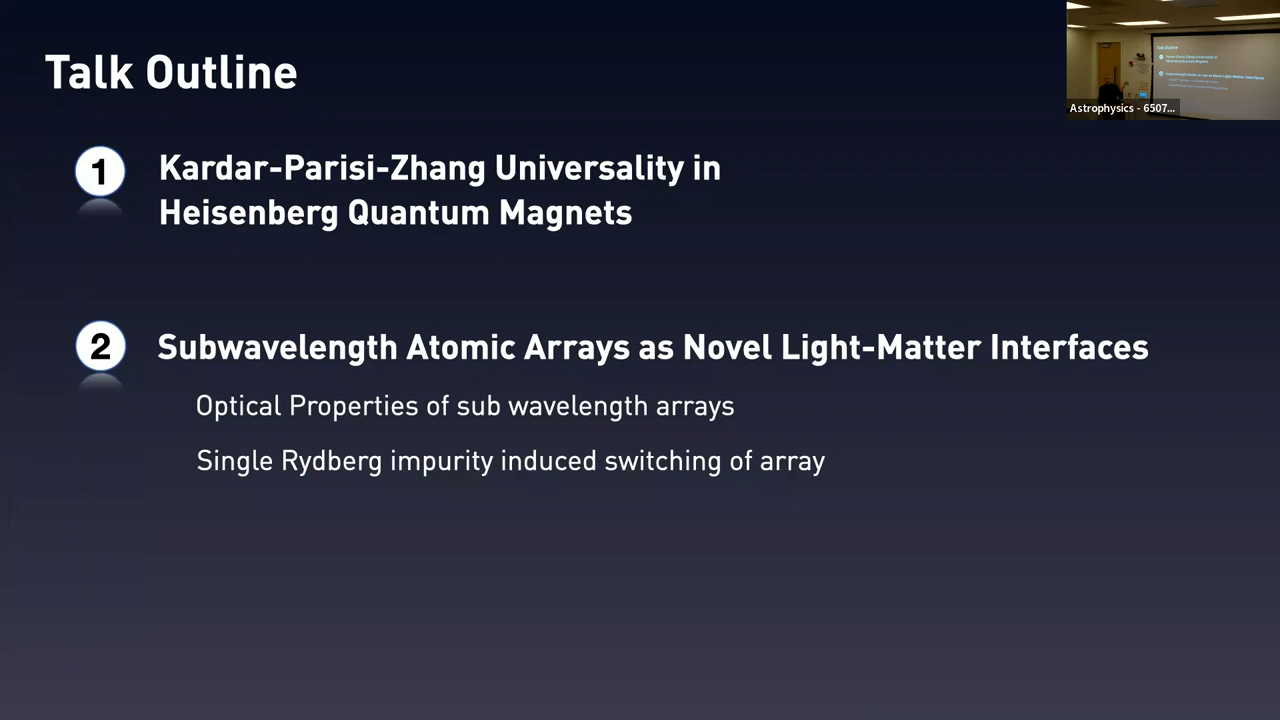 Talk Outline
1
Kardar-Parisi-Zhang Universality in
Heisenberg Quantum Magnets
2
Subwavelength Atomic Arrays as Novel Light-Matter Interfaces
Optical Properties of sub wavelength arrays
Single Rydberg impurity induced switching of array
Astrophysics - 6507...